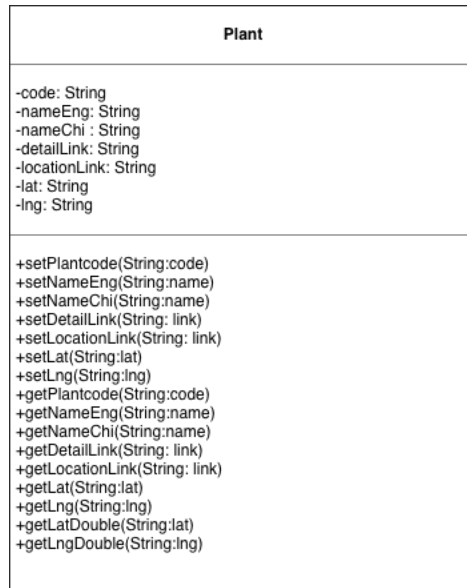 Plant
-code: String
-nameEng: String
-nameChi : String
-detailLink: String
-locationLink: String
-lat: String
-lng: String
+setPlantcode(String:code)
+setNameEng(String:name)
+setNameChi(String:name)
+setDetailLink(String: link)
+setLocationLink(String: link)
+setLat(String:lat)
+setLng(String:lng)
+getPlantcode(String:code)
+getNameEng(String:name)
+getNameChi(String:name)
+getDetailLink(String: link)
+getLocationLink(String: link)
+getLat(String:lat)
+getLng(String:lng)
+getLatDouble(String:lat)
+getLngDouble(String:lng)